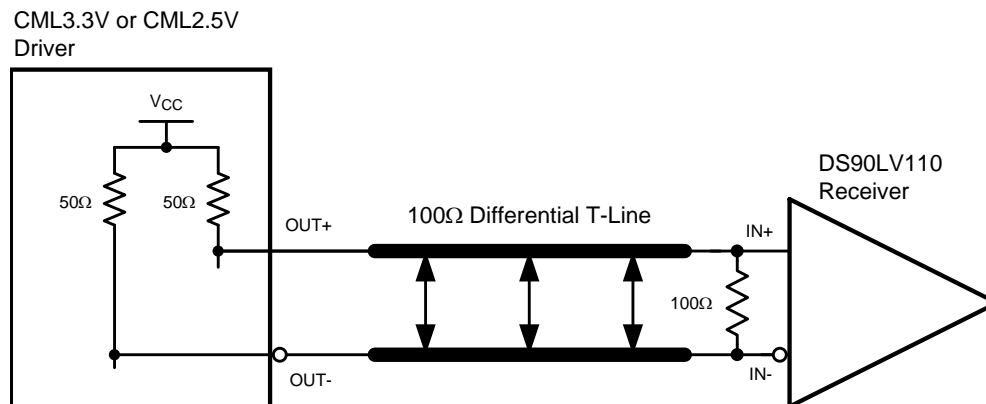 CML3.3V or CML2.5V
Driver
VCC
50Ω
50Ω
OUT+
OUT-
100Ω Differential T-Line
IN+
100Ω
IN-
DS90LV110
Receiver